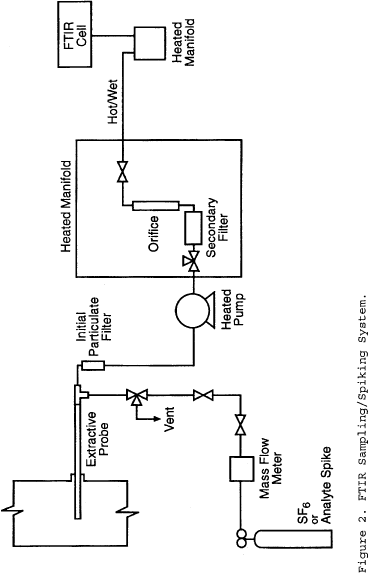 FTIR
Cell
Heated
Manifold
Hot/Wet
Heated Manifold
Orifice
Secondary
Filter
Initial
Particulate
Filter
Heated
Pump
Extractive
Probe
Vent
Mass Flow
Meter
SF6
or
Analyte Spike
Figure 2. FTIR Sampling/Spiking System.